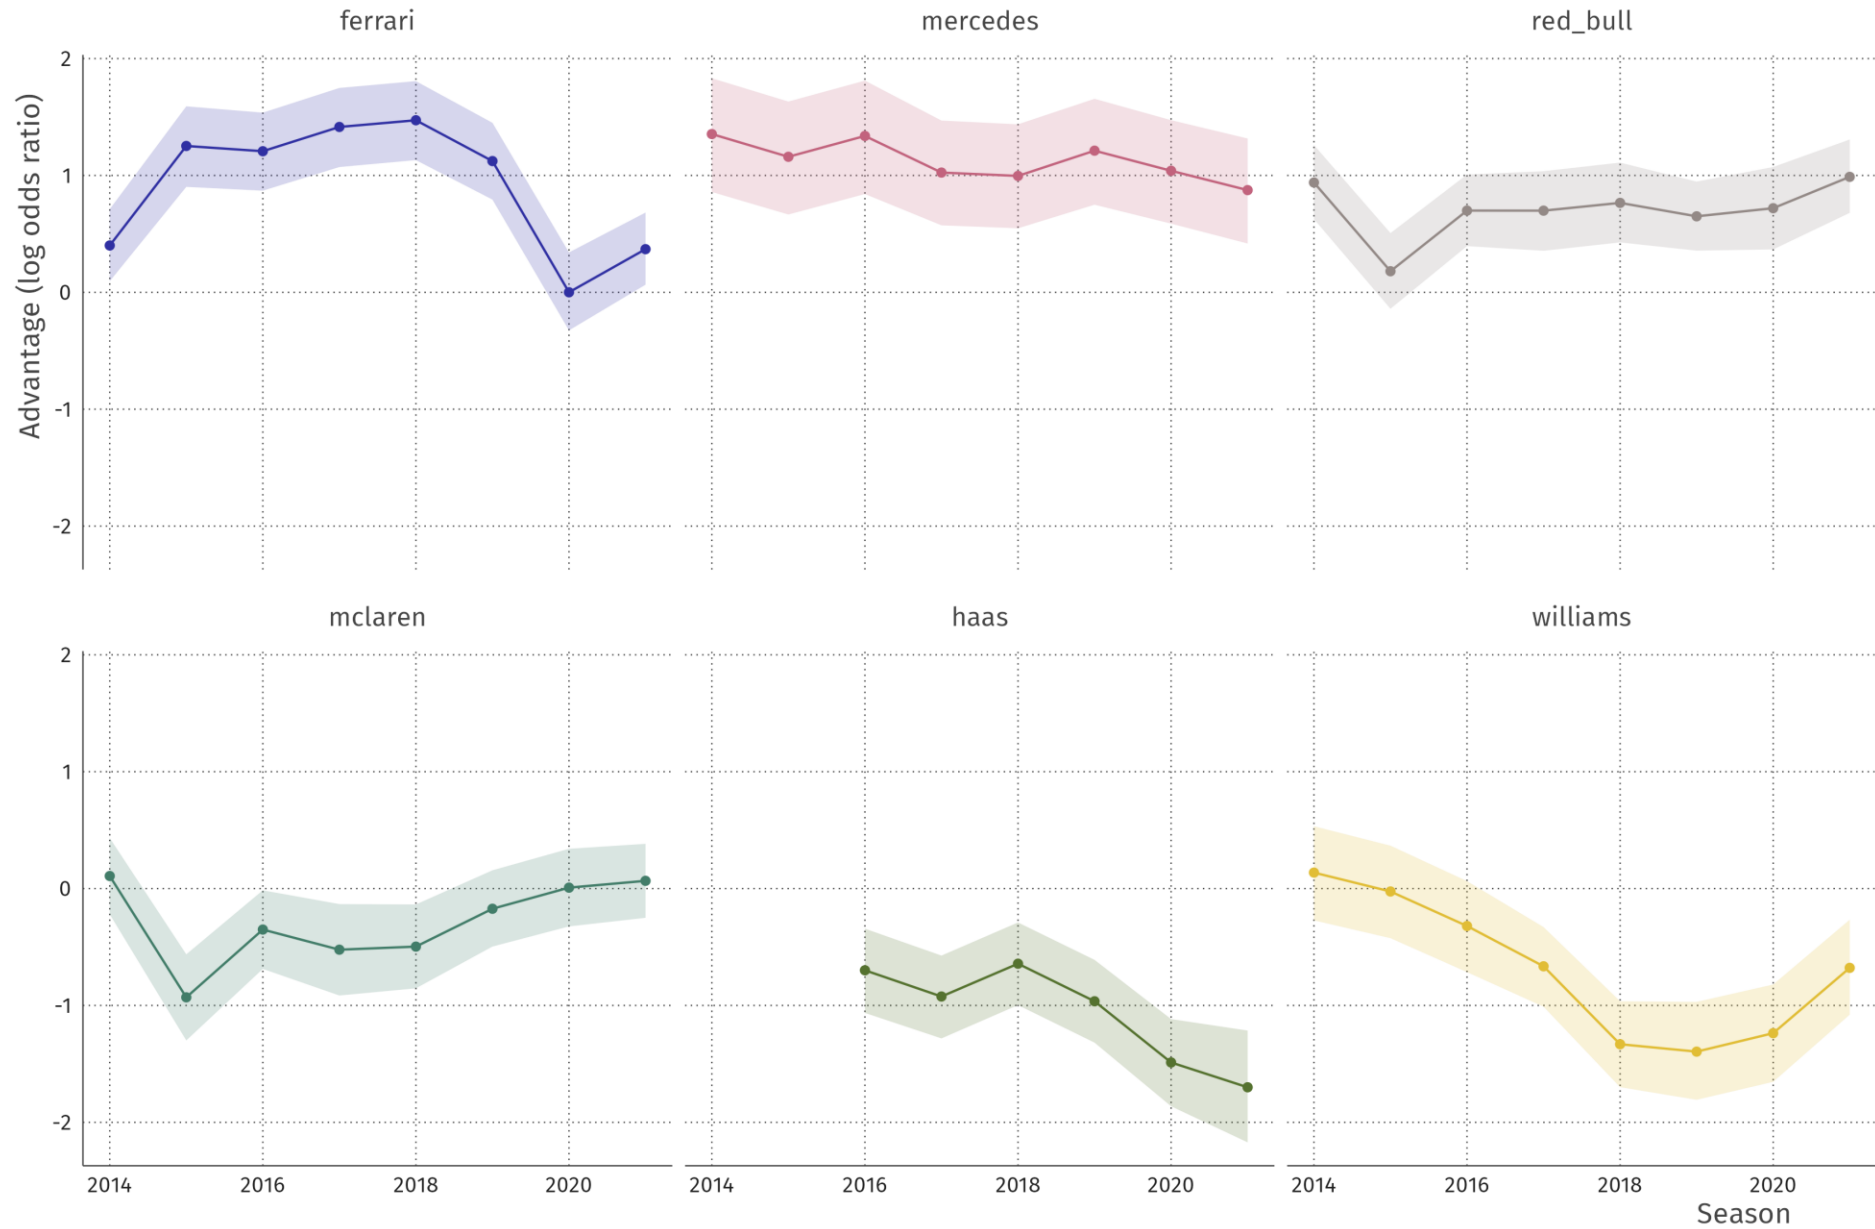 ferrari
mercedes
red_bull
Advantage (log odds ratio)
2
1
0
-1
-2
mclaren
haas
williams
2
1
0
-1
-2
2014 2016 2018 2020
2014 2016 2018 2020
2014 2016 2018 2020
Season